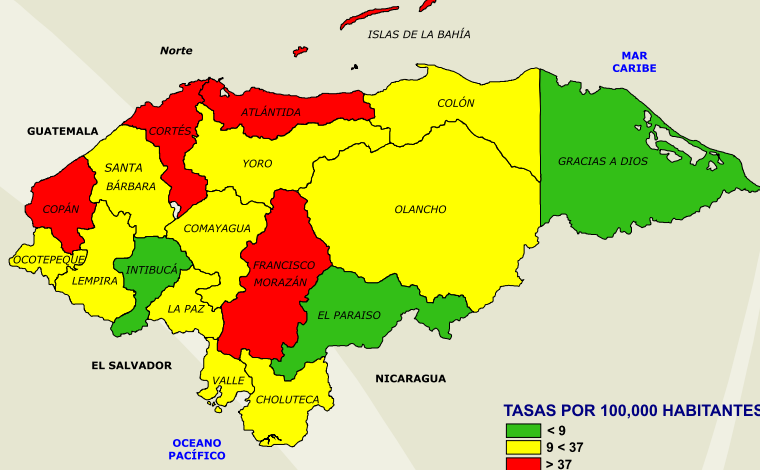 ISLAS DE LA BAHÍA
Norte
MAR
CARIBE
COLÓN
ATLÁNTIDA
GUATEMALA
CORTÉS
YORO
GRACIAS A DIOS
SANTA
BÁRBARA
COPÁN
OLANCHO
COMAYAGUA
OCOTEPEQUE
INTIBUCÁ
FRANCISCO
MORAZÁN
LEMPIRA
LA PAZ
EL PARAISO
EL SALVADOR
NICARAGUA
VALLE
CHOLUTECA
TASAS POR 100,000 HABITANTES
< 9
9 < 37
> 37
OCEANO
PACÍFICO